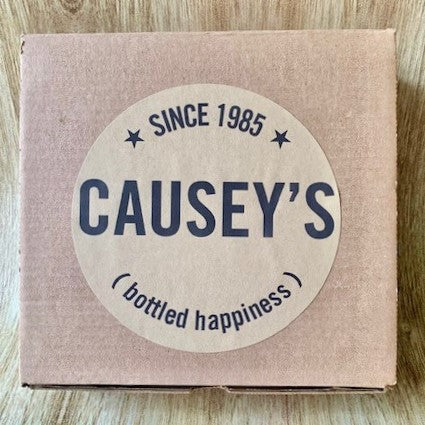 SINCE 1985
CAUSEY'S
(bottled happiness)